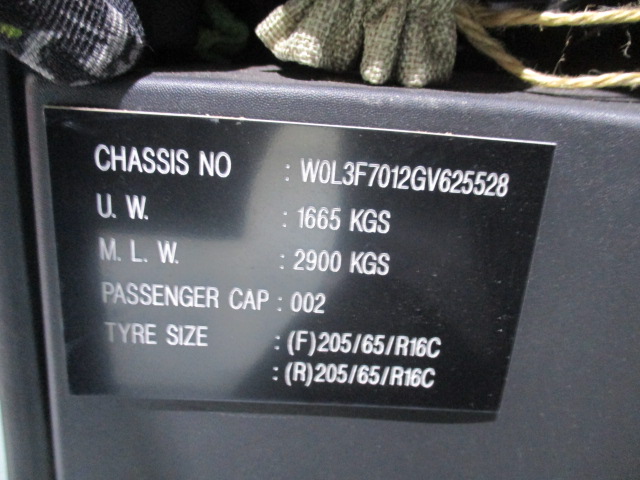 CHASSIS NO : W0L3F7012GV625528
U. W. : 1665 KGS
M. L. W. : 2900 KGS
PASSENGER CAP : 002
TYRE SIZE : (F)205/65/R16C
: (R)205/65/R16C